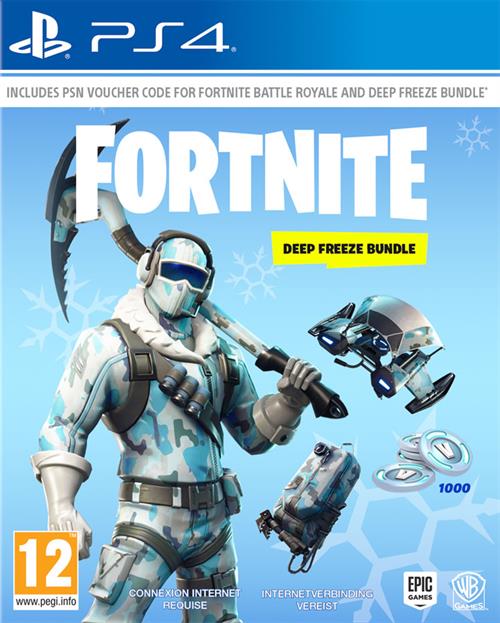 PS4™
INCLUDES PSN VOUCHER CODE FOR FORTNITE BATTLE ROYALE AND DEEP FREEZE BUNDLE*
FORTNITE
DEEP FREEZE BUNDLE
1000
12
www.pegi.info
CONNEXION INTERNET
REQUISE
INTERNETVERBINDING
VEREIST
EPIC
GAMES
WB
GAMES